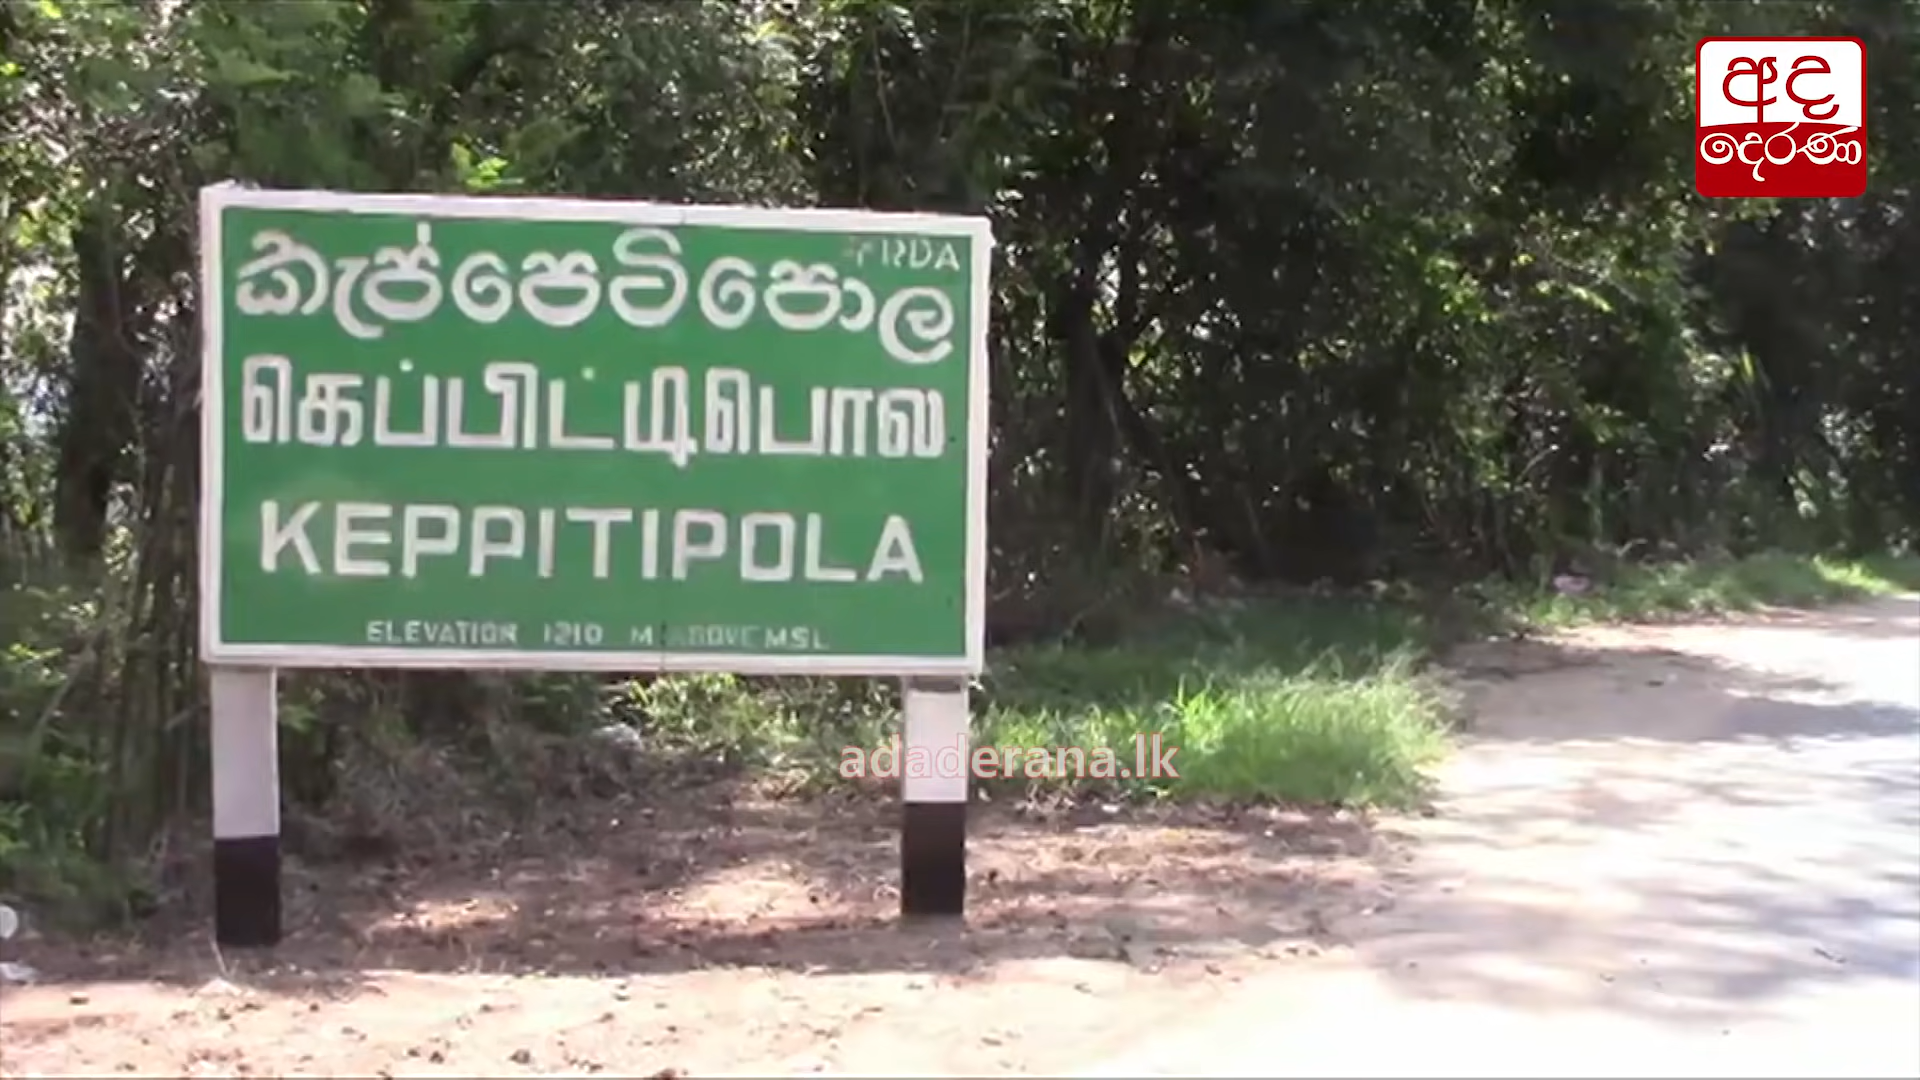 අද
දෙරණ
RDA
කැප්පෙටිපොල
கெப்பிட்டிபொல
KEPPITIPOLA
ELEVATION 1210 M ABOVE MSL
adaderana.lk